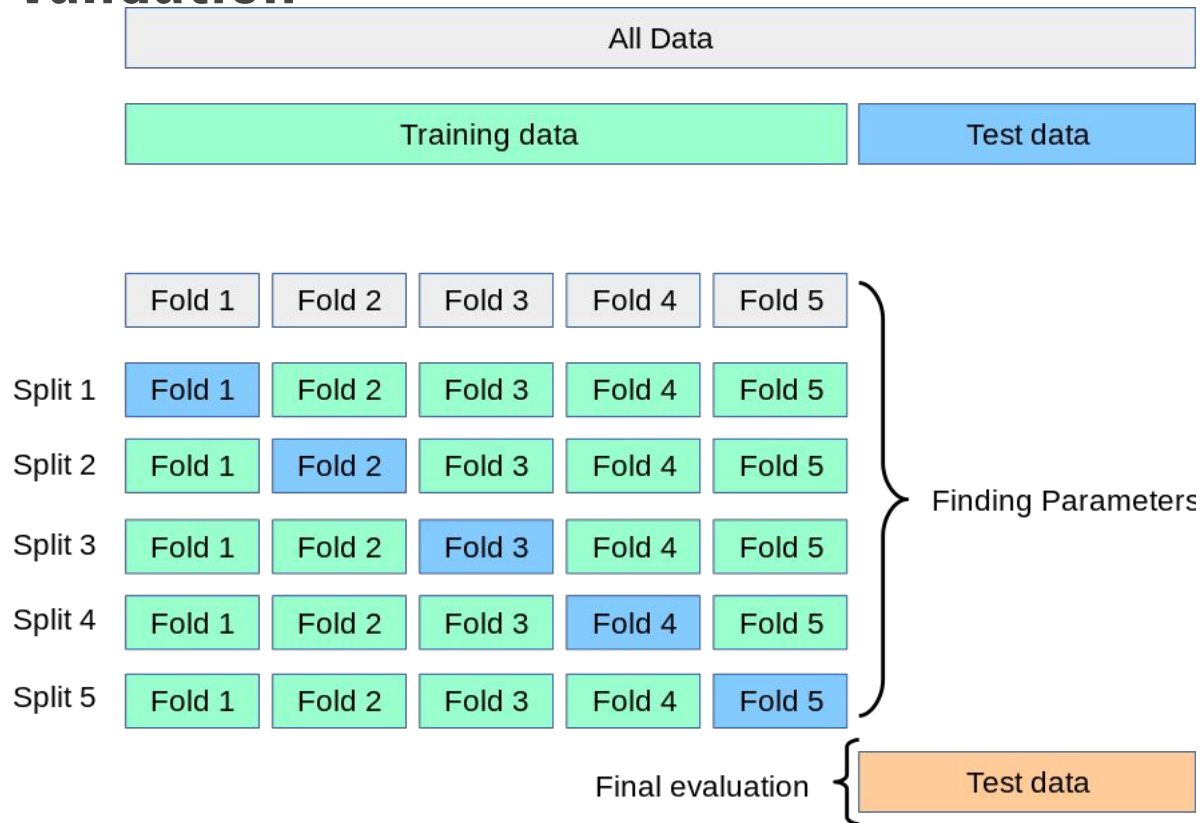 All Data
Training data Test data
Fold 1 Fold 2 Fold 3 Fold 4 Fold 5
Split 1 Fold 1 Fold 2 Fold 3 Fold 4 Fold 5
Split 2 Fold 1 Fold 2 Fold 3 Fold 4 Fold 5
Finding Parameters
Split 3 Fold 1 Fold 2 Fold 3 Fold 4 Fold 5
Split 4 Fold 1 Fold 2 Fold 3 Fold 4 Fold 5
Split 5 Fold 1 Fold 2 Fold 3 Fold 4 Fold 5
Final evaluation Test data